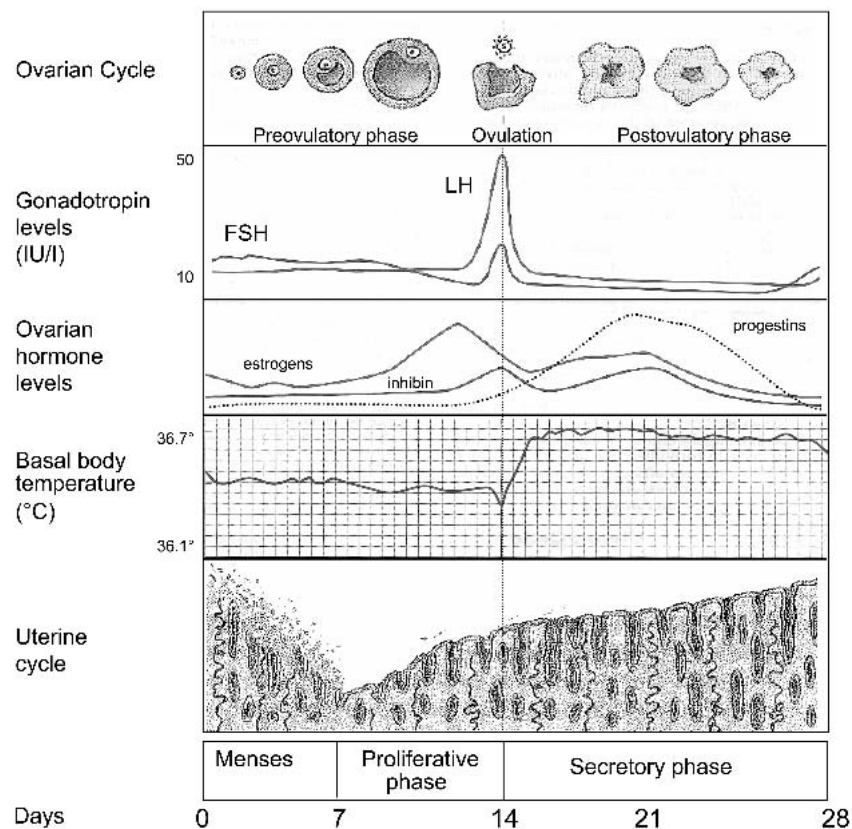 Ovarian Cycle
Preovulatory phase
Ovulation
Postovulatory phase
50
LH
Gonadotropin
levels
(IU/l)
FSH
10
Ovarian
hormone
levels
estrogens
inhibin
progestins
36.7°
Basal body
temperature
(°C)
36.1°
Uterine
cycle
Menses
Proliferative
phase
Secretory phase
Days
0
7
14
21
28